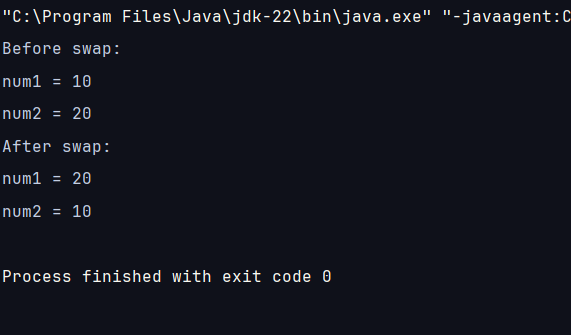 "C:\Program Files\Java\jdk-22\bin\java.exe" "-javaagent:C
Before swap:
num1 = 10
num2 = 20
After swap:
num1 = 20
num2 = 10
Process finished with exit code 0